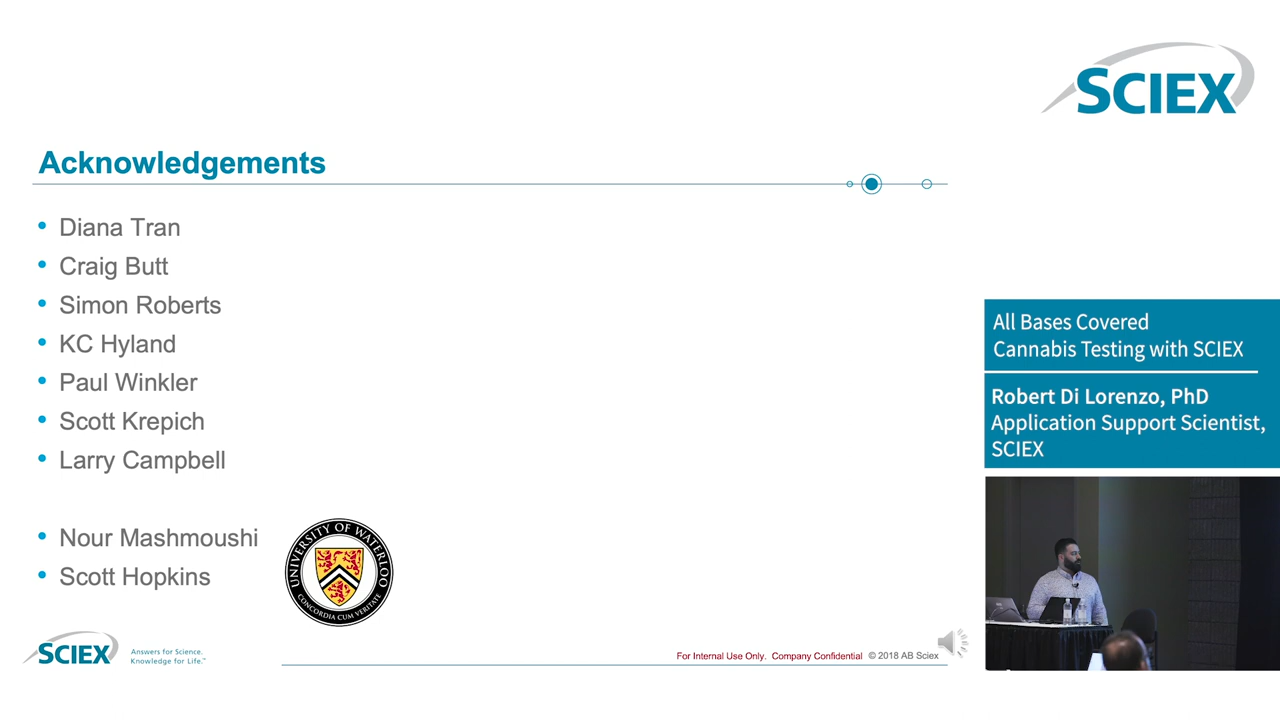 SCIEX
Acknowledgements
• Diana Tran
• Craig Butt
• Simon Roberts
• KC Hyland
• Paul Winkler
• Scott Krepich
• Larry Campbell
• Nour Mashmoushi
• Scott Hopkins
UNIVERSITY OF WATERLOO
CONCORDIA CUM VERITATE
All Bases Covered
Cannabis Testing with SCIEX
Robert Di Lorenzo, PhD
Application Support Scientist,
SCIEX
SCIEX
Answers for Science.
Knowledge for Life.™
For Internal Use Only. Company Confidential © 2018 AB Sciex